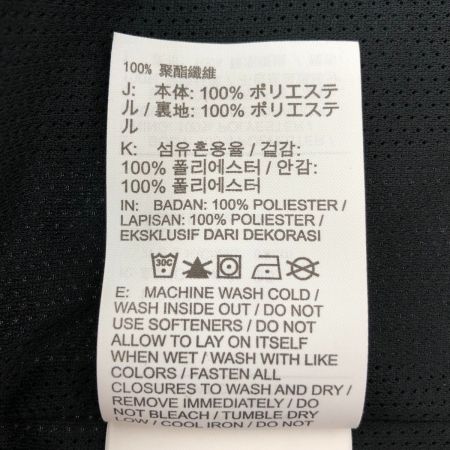 100% 聚酯纖維
J: 本体: 100% ポリエステ
ル / 裏地: 100% ポリエステ
ル
K: 섬유혼용율 / 겉감:
100% 폴리에스터 / 안감:
100% 폴리에스터
IN: BADAN: 100% POLIESTER /
LAPISAN: 100% POLIESTER /
EKSKLUSIF DARI DEKORASI
30C
E: MACHINE WASH COLD /
WASH INSIDE OUT / DO NOT
USE SOFTENERS / DO NOT
ALLOW TO LAY ON ITSELF
WHEN WET / WASH WITH LIKE
COLORS / FASTEN ALL
CLOSURES TO WASH AND DRY /
REMOVE IMMEDIATELY / DO
NOT BLEACH / TUMBLE DRY
LOW / COOL IRON / DO NOT